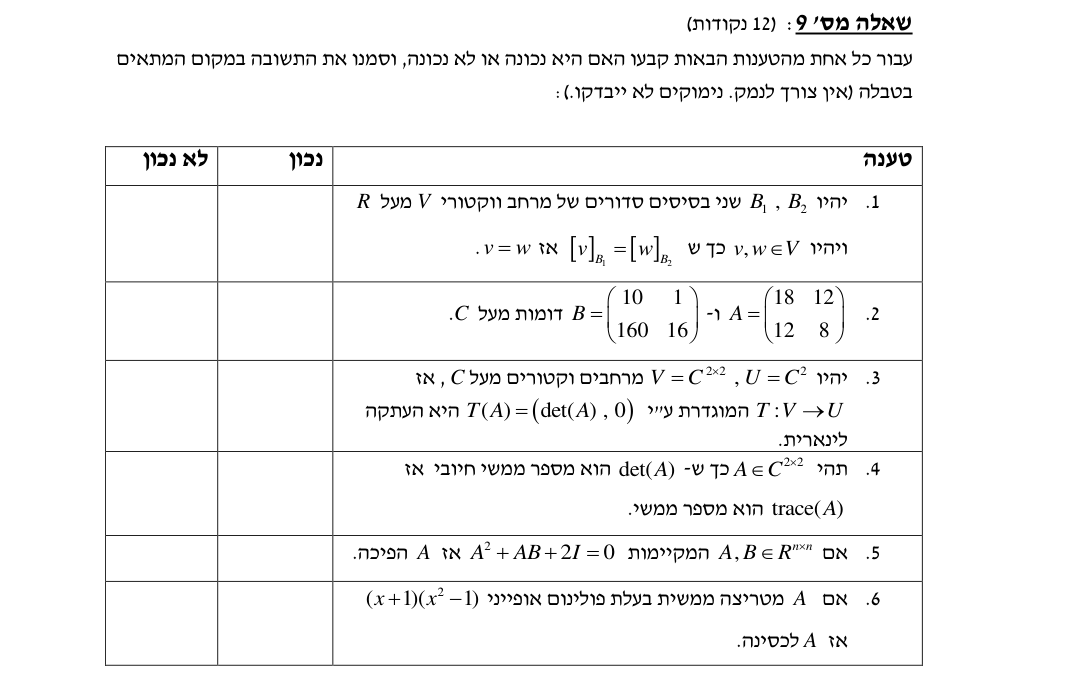 שאלה מס׳ 9 : (12 נקודות)
עבור כל אחת מהטענות הבאות קבעו האם היא נכונה או לא נכונה, וסמנו את התשובה במקום המתאים
בטבלה (אין צורך לנמק. נימוקים לא ייבדקו.):
טענה נכון לא נכון
1. יהיו B₁ , B₂ שני בסיסים סדורים של מרחב ווקטורי V מעל R
ויהיו v, w ∈ V כך ש [v]_{B₁} = [w]_{B₂} אז v = w .
2. A = (18 12; 12 8) ו- B = (10 1; 160 16) דומות מעל C.
3. יהיו V = C^{2×2} , U = C² מרחבים וקטורים מעל C , אז
T : V → U המוגדרת ע״י T(A) = (det(A) , 0) היא העתקה
לינארית.
4. תהי A ∈ C^{2×2} כך ש- det(A) הוא מספר ממשי חיובי אז
trace(A) הוא מספר ממשי.
5. אם A, B ∈ R^{n×n} המקיימות A² + AB + 2I = 0 אז A הפיכה.
6. אם A מטריצה ממשית בעלת פולינום אופייני (x+1)(x² −1)
אז A לכסינה.